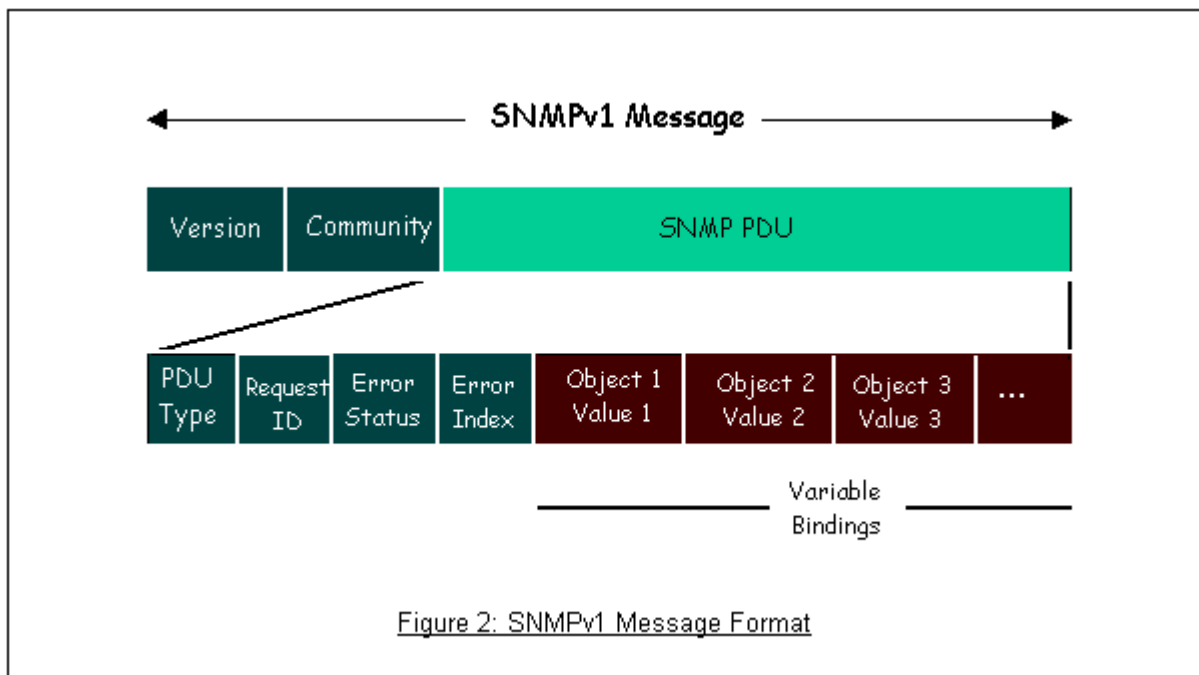 SNMPv1 Message
Version Community SNMP PDU
PDU Type Request ID Error Status Error Index Object 1 Value 1 Object 2 Value 2 Object 3 Value 3 ...
Variable
Bindings
Figure 2: SNMPv1 Message Format